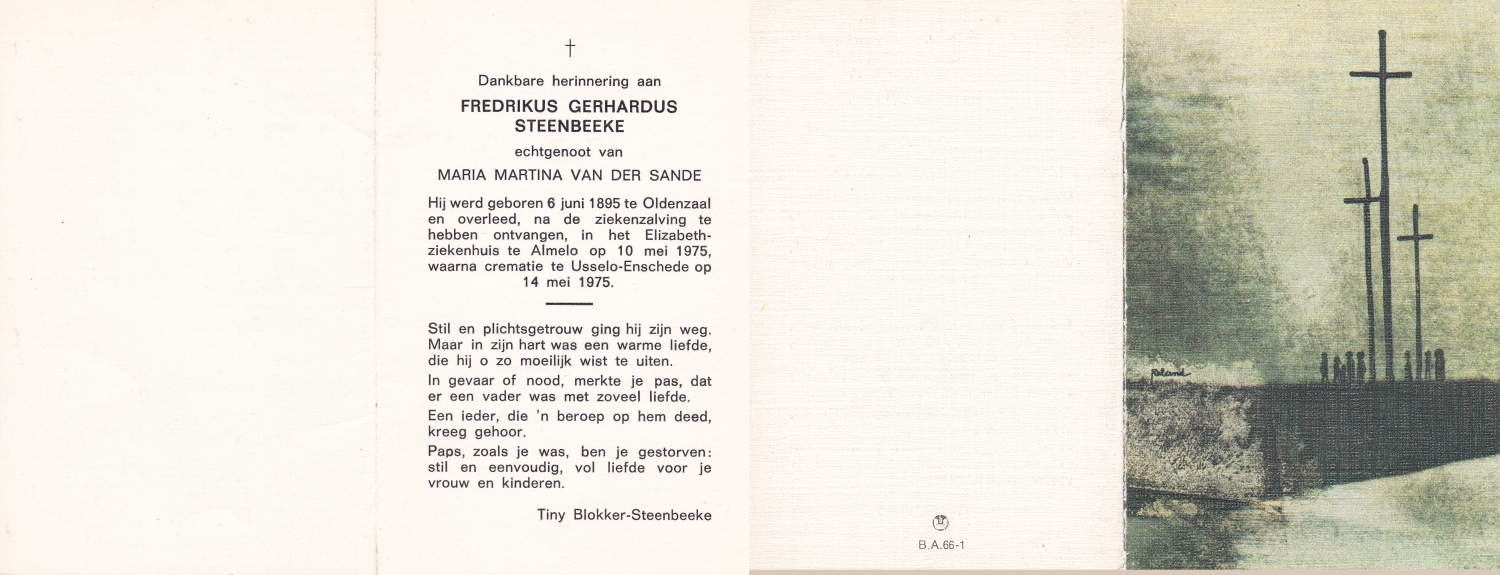 †
Dankbare herinnering aan
FREDRIKUS GERHARDUS
STEENBEEKE
echtgenoot van
MARIA MARTINA VAN DER SANDE
Hij werd geboren 6 juni 1895 te Oldenzaal
en overleed, na de ziekenzalving te
hebben ontvangen, in het Elizabeth-
ziekenhuis te Almelo op 10 mei 1975,
waarna crematie te Usselo-Enschede op
14 mei 1975.
Stil en plichtsgetrouw ging hij zijn weg.
Maar in zijn hart was een warme liefde,
die hij o zo moeilijk wist te uiten.
In gevaar of nood, merkte je pas, dat
er een vader was met zoveel liefde.
Een ieder, die 'n beroep op hem deed,
kreeg gehoor.
Paps, zoals je was, ben je gestorven:
stil en eenvoudig, vol liefde voor je
vrouw en kinderen.
Tiny Blokker-Steenbeeke
B.A.66-1
Roland